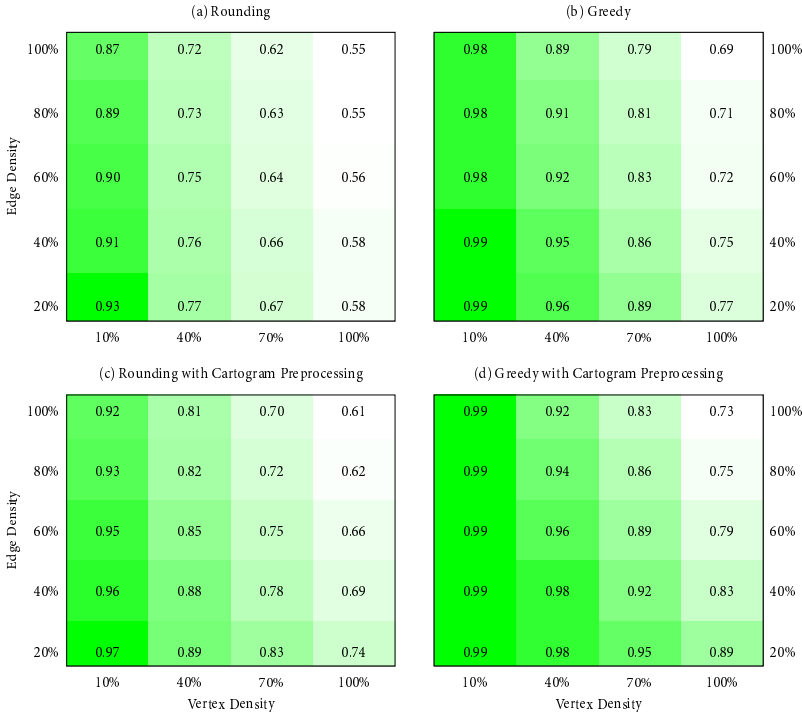 (a) Rounding (b) Greedy
100% 0.87 0.72 0.62 0.55 0.98 0.89 0.79 0.69 100%
80% 0.89 0.73 0.63 0.55 0.98 0.91 0.81 0.71 80%
60% 0.90 0.75 0.64 0.56 0.98 0.92 0.83 0.72 60%
40% 0.91 0.76 0.66 0.58 0.99 0.95 0.86 0.75 40%
20% 0.93 0.77 0.67 0.58 0.99 0.96 0.89 0.77 20%
Edge Density
10% 40% 70% 100% 10% 40% 70% 100%
(c) Rounding with Cartogram Preprocessing (d) Greedy with Cartogram Preprocessing
100% 0.92 0.81 0.70 0.61 0.99 0.92 0.83 0.73 100%
80% 0.93 0.82 0.72 0.62 0.99 0.94 0.86 0.75 80%
60% 0.95 0.85 0.75 0.66 0.99 0.96 0.89 0.79 60%
40% 0.96 0.88 0.78 0.69 0.99 0.98 0.92 0.83 40%
20% 0.97 0.89 0.83 0.74 0.99 0.98 0.95 0.89 20%
Edge Density
10% 40% 70% 100% 10% 40% 70% 100%
Vertex Density Vertex Density